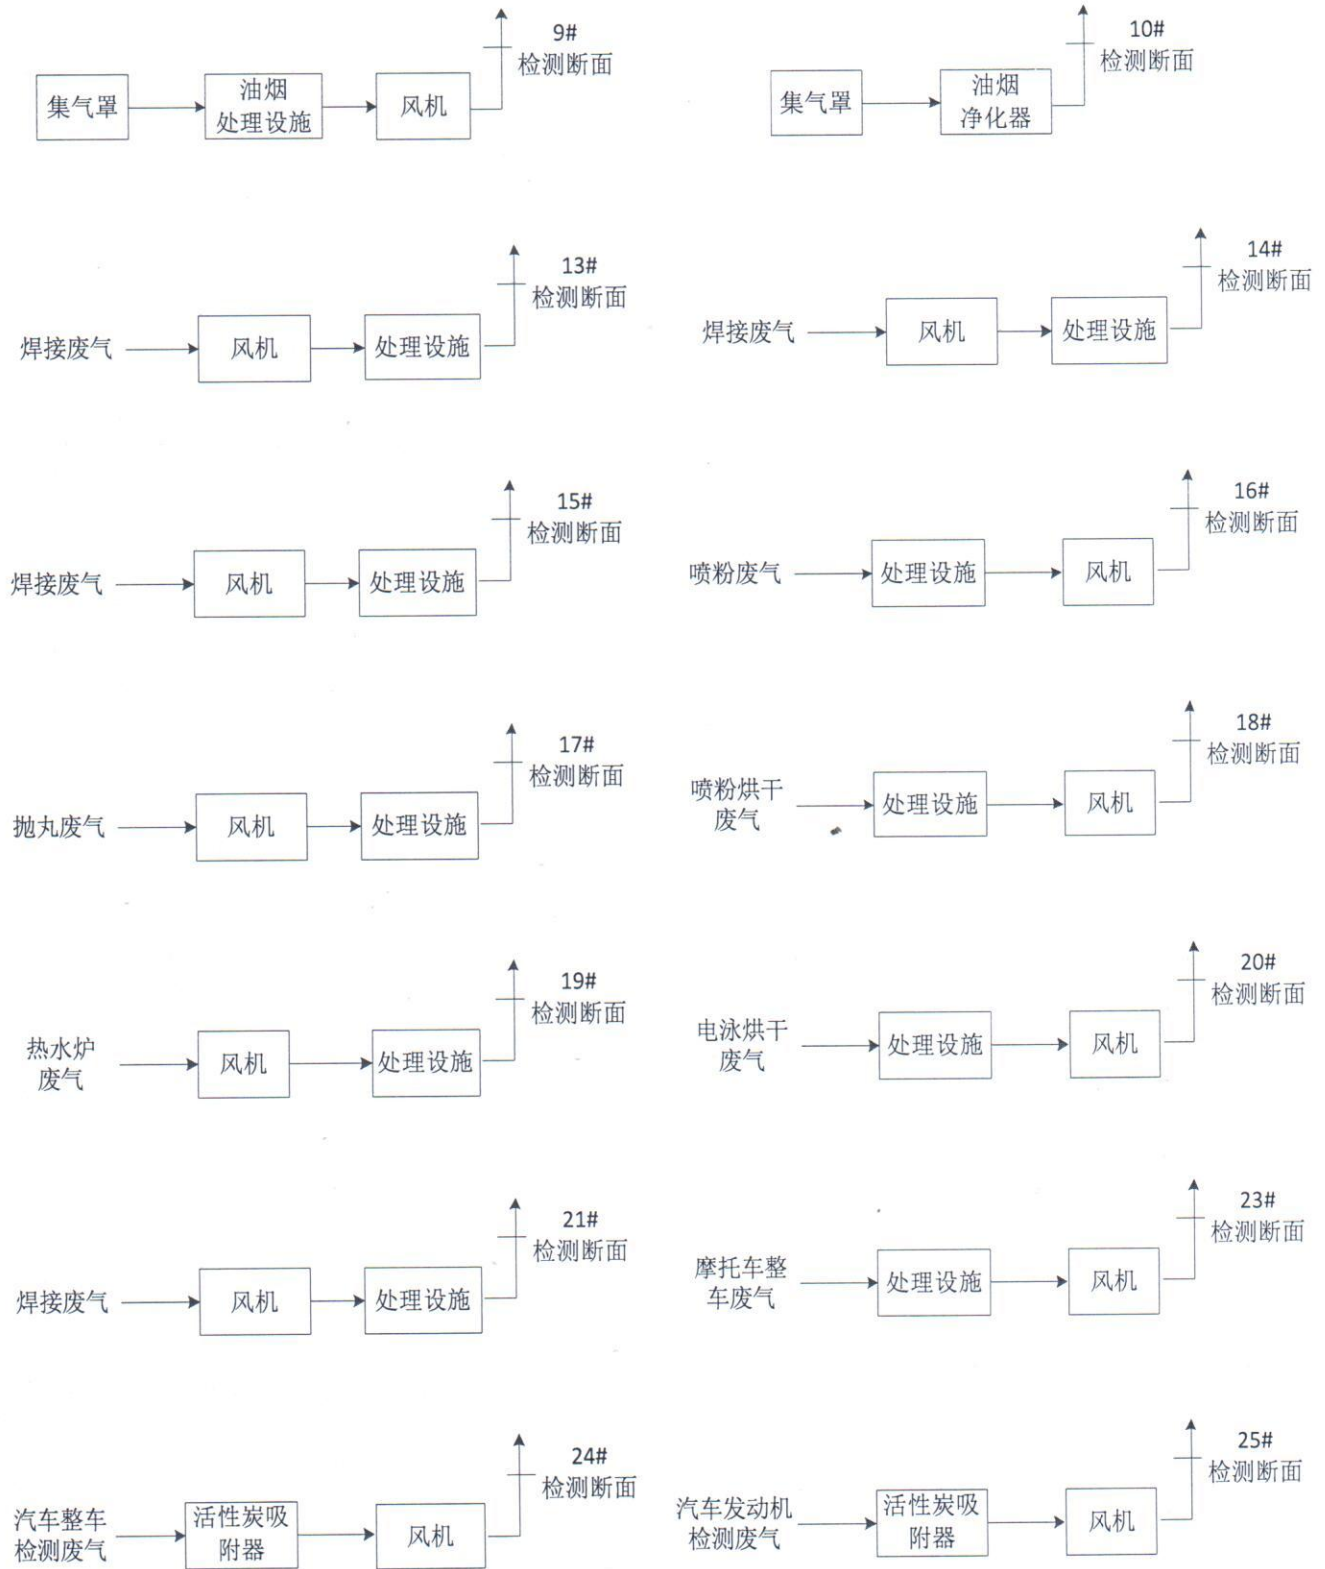 9#
检测断面
集气罩
油烟
处理设施
风机
10#
检测断面
集气罩
油烟
净化器
13#
检测断面
焊接废气
风机
处理设施
14#
检测断面
焊接废气
风机
处理设施
15#
检测断面
焊接废气
风机
处理设施
16#
检测断面
喷粉废气
处理设施
风机
17#
检测断面
抛丸废气
风机
处理设施
18#
检测断面
喷粉烘干
废气
处理设施
风机
19#
检测断面
热水炉
废气
风机
处理设施
20#
检测断面
电泳烘干
废气
处理设施
风机
21#
检测断面
焊接废气
风机
处理设施
23#
检测断面
摩托车整
车废气
处理设施
风机
24#
检测断面
汽车整车
检测废气
活性炭吸
附器
风机
25#
检测断面
汽车发动机
检测废气
活性炭吸
附器
风机